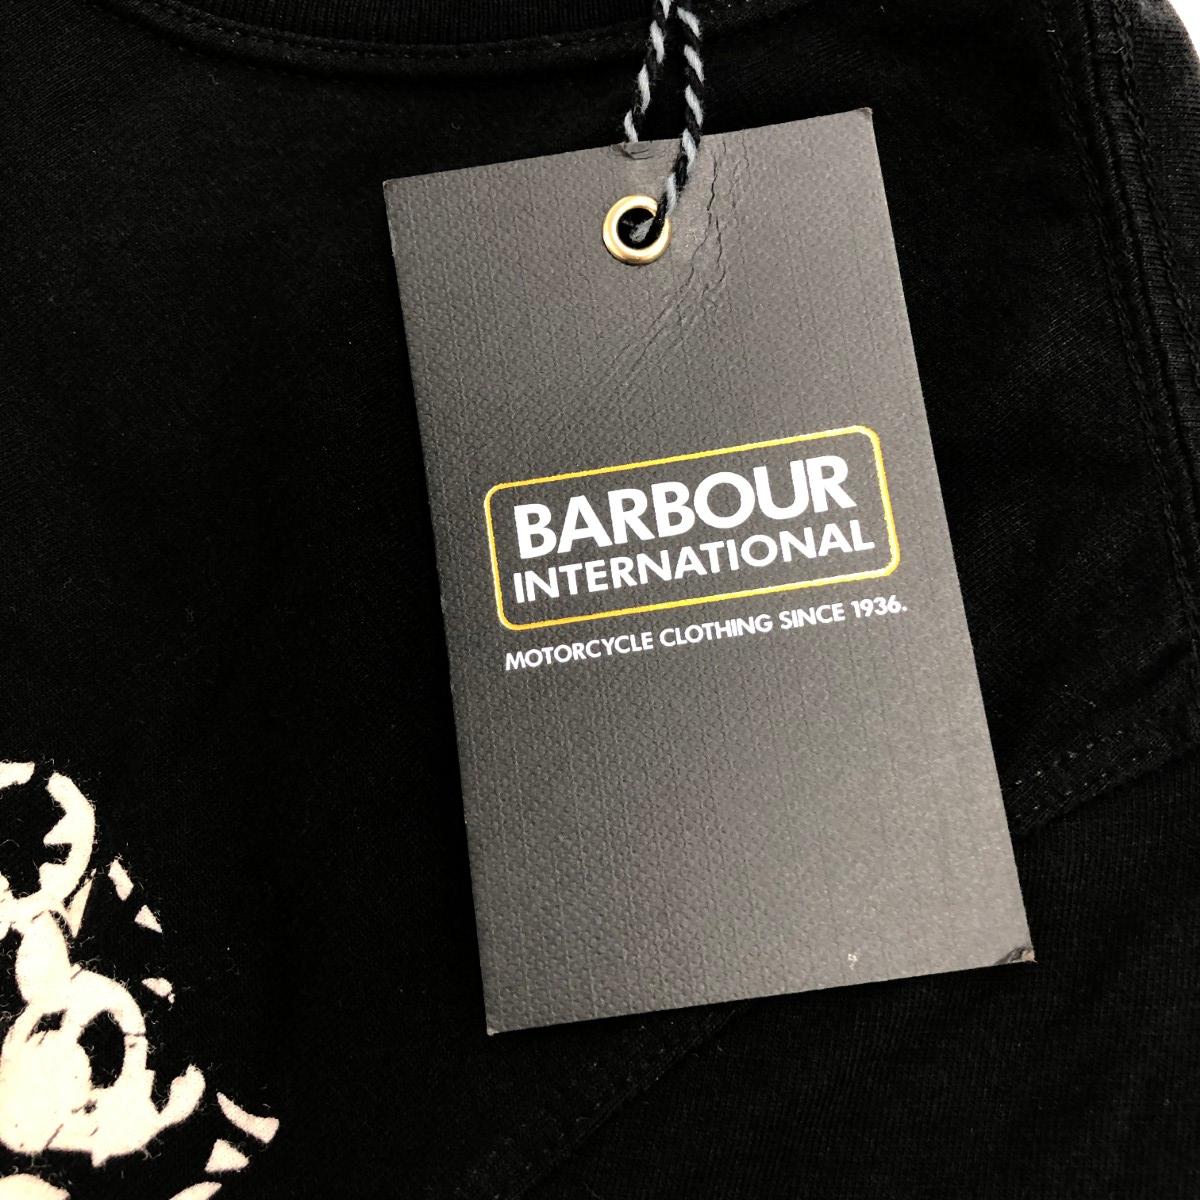 BARBOUR
INTERNATIONAL
MOTORCYCLE CLOTHING SINCE 1936.